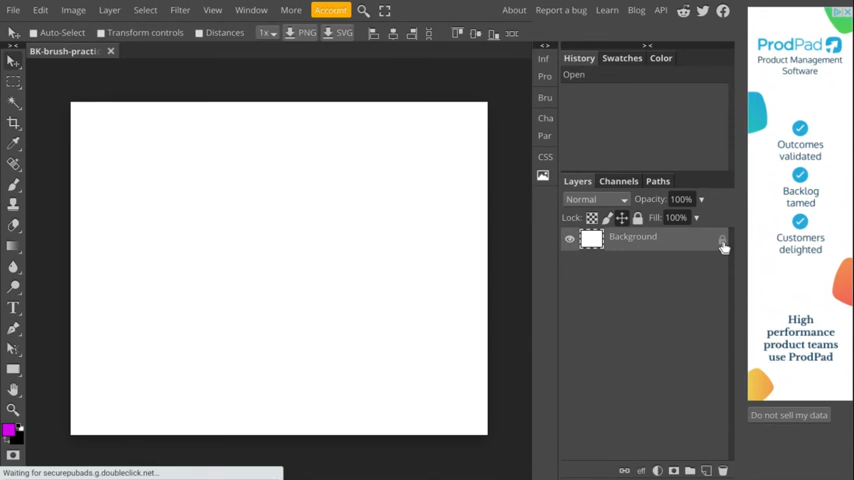 File Edit Image Layer Select Filter View Window More Account About Report a bug Learn Blog API
Auto-Select Transform controls Distances 1x PNG SVG
BK-brush-practi
Inf
Pro
Bru
Cha
Par
CSS
History Swatches Color
Open
Layers Channels Paths
Normal Opacity: 100%
Lock: Fill: 100%
Background
eff
ProdPad
Product Management
Software
Outcomes
validated
Backlog
tamed
Customers
delighted
High
performance
product teams
use ProdPad
Do not sell my data
Waiting for securepubads.g.doubleclick.net...